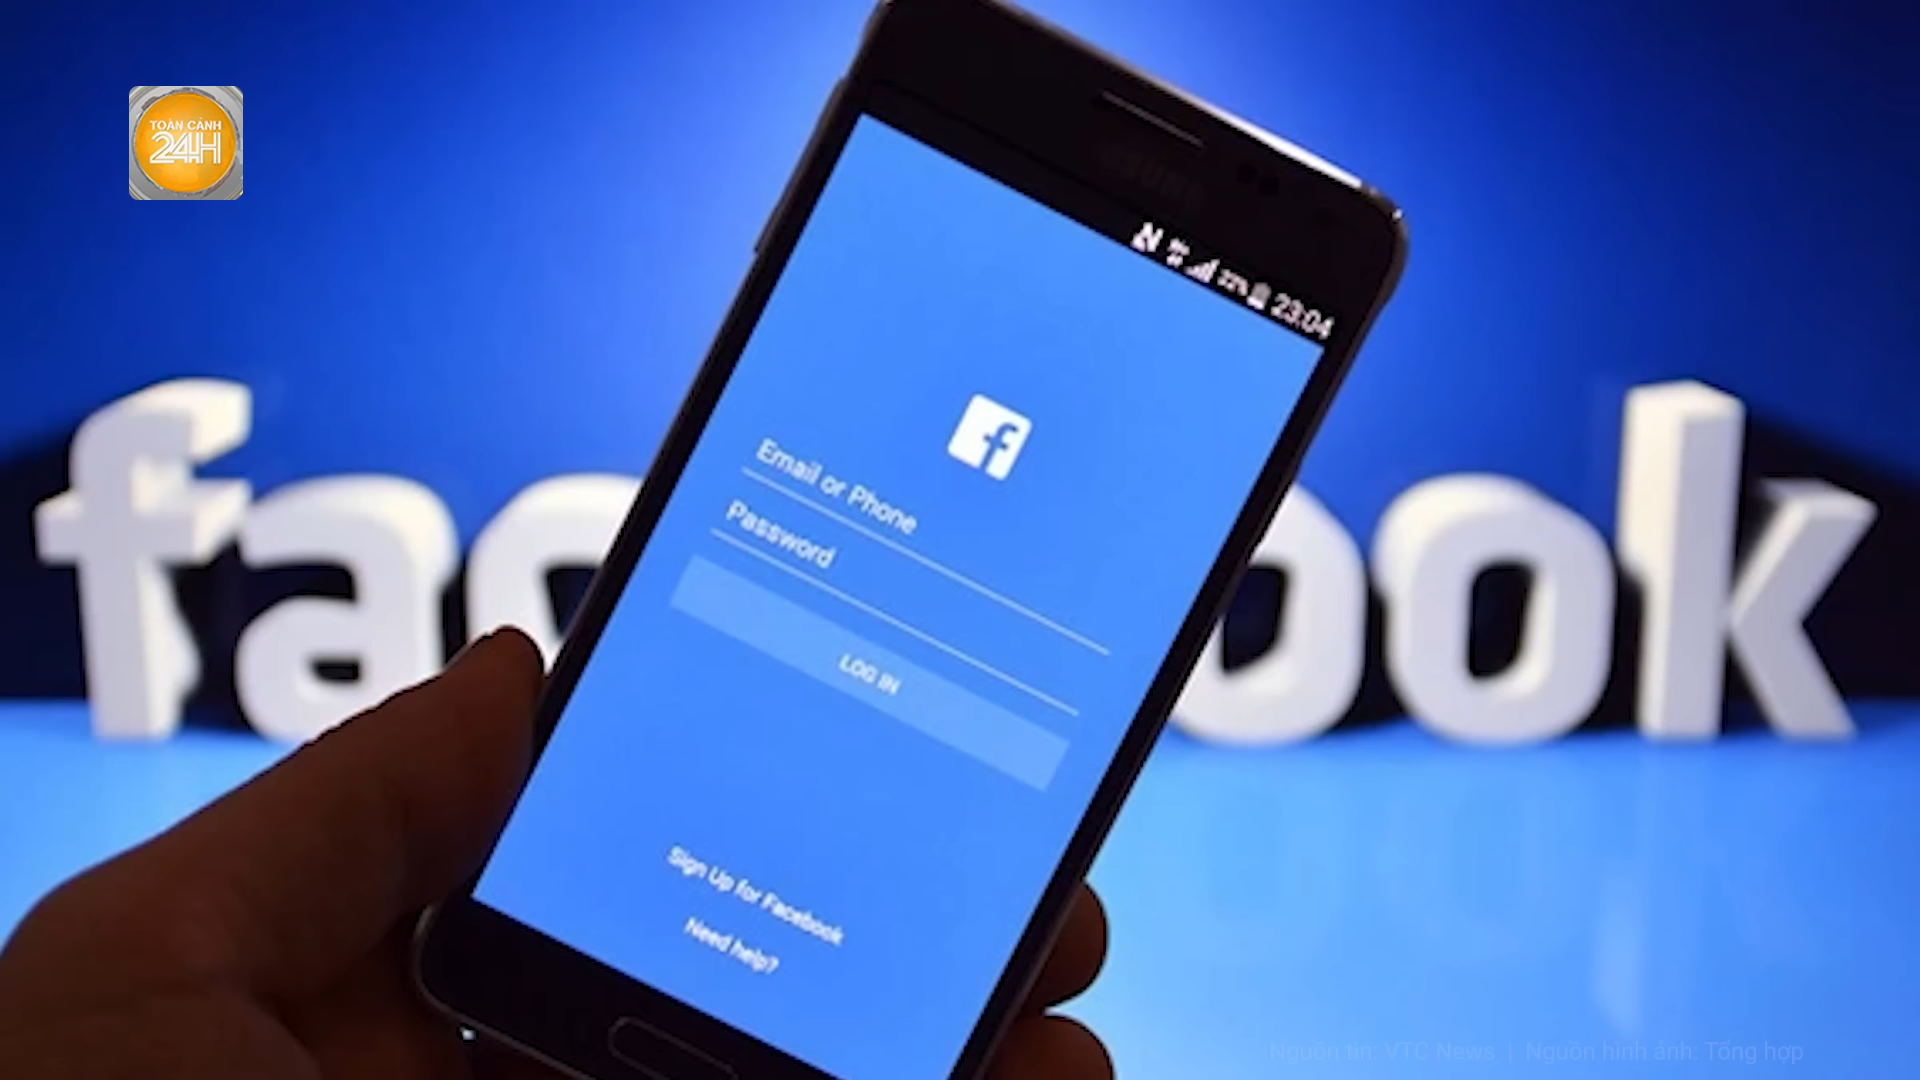 TOÀN CẢNH
24H
22% 23:04
facebook
f
Email or Phone
Password
LOG IN
Sign Up for Facebook
Need help?
Nguồn tin: VTC News | Nguồn hình ảnh: Tổng hợp